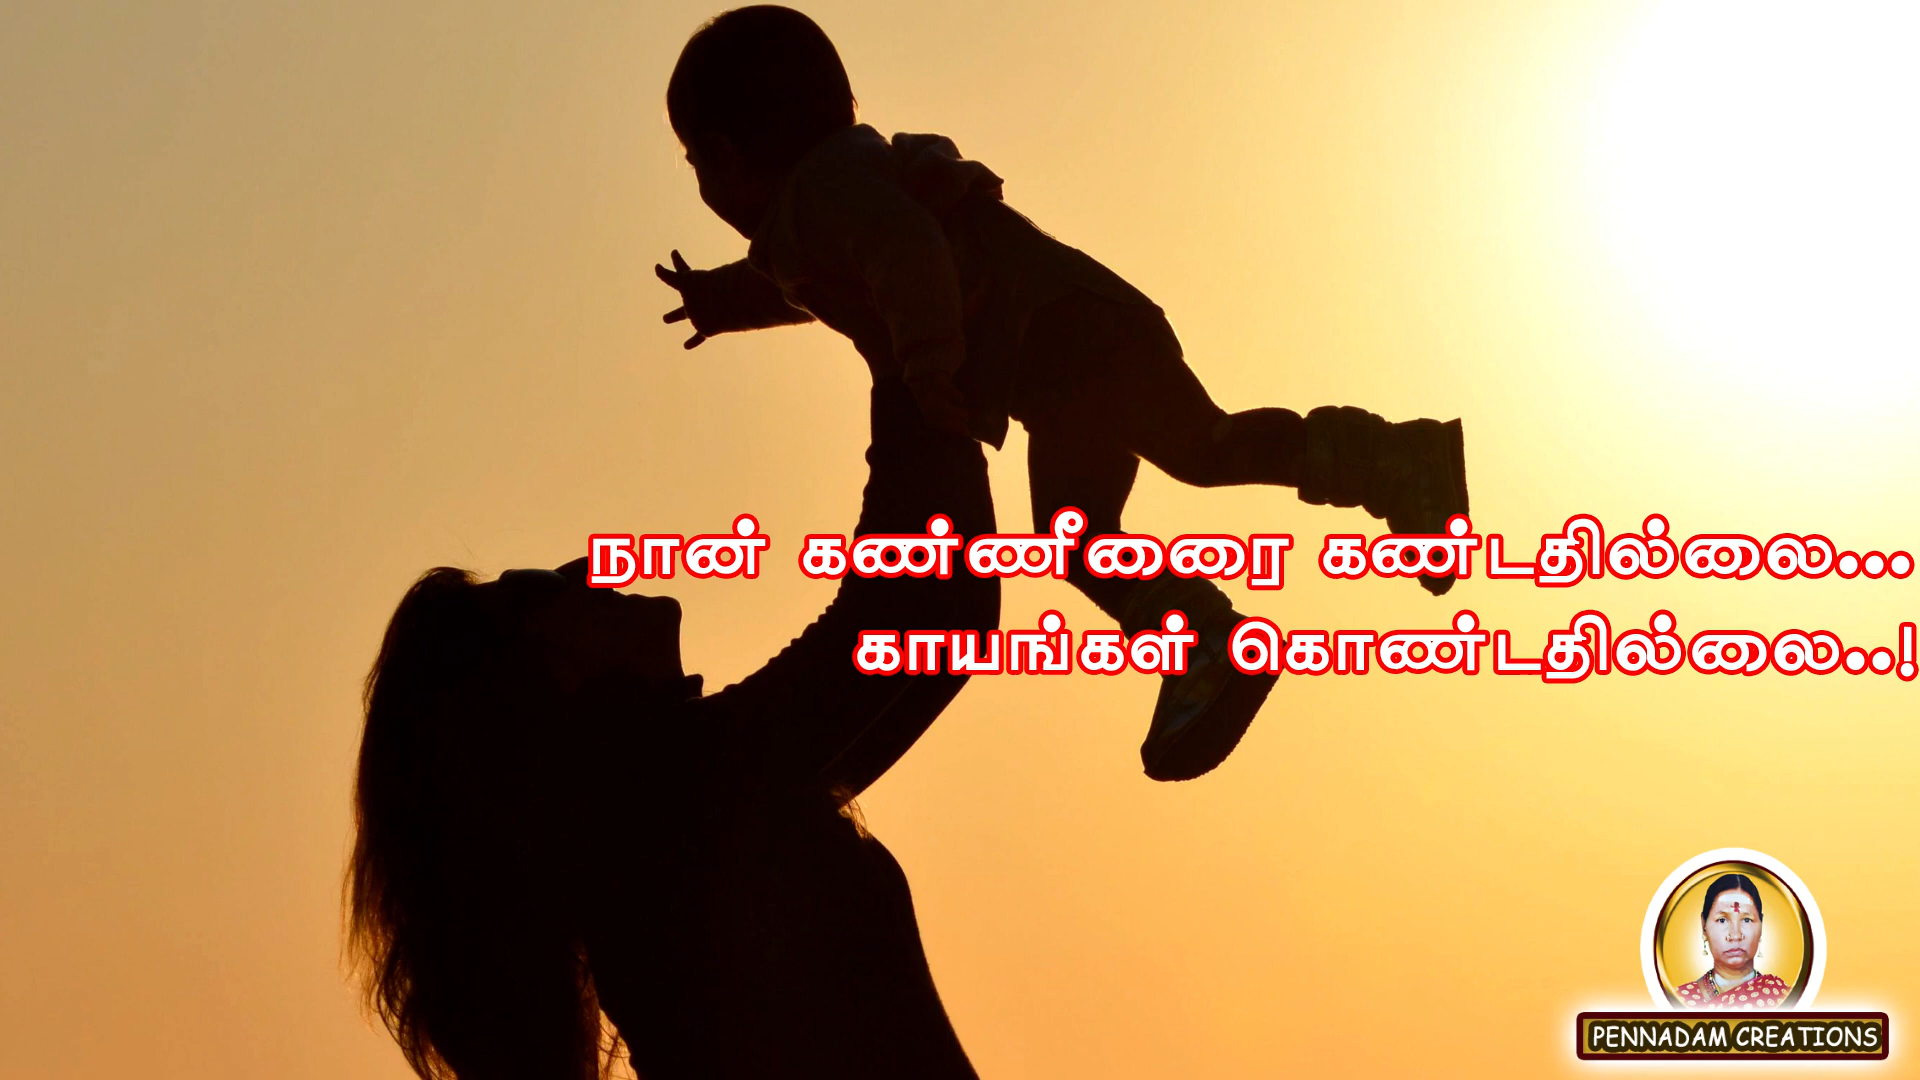 நான் கண்ணீரை கண்டதில்லை...
காயங்கள் கொண்டதில்லை..!
PENNADAM CREATIONS